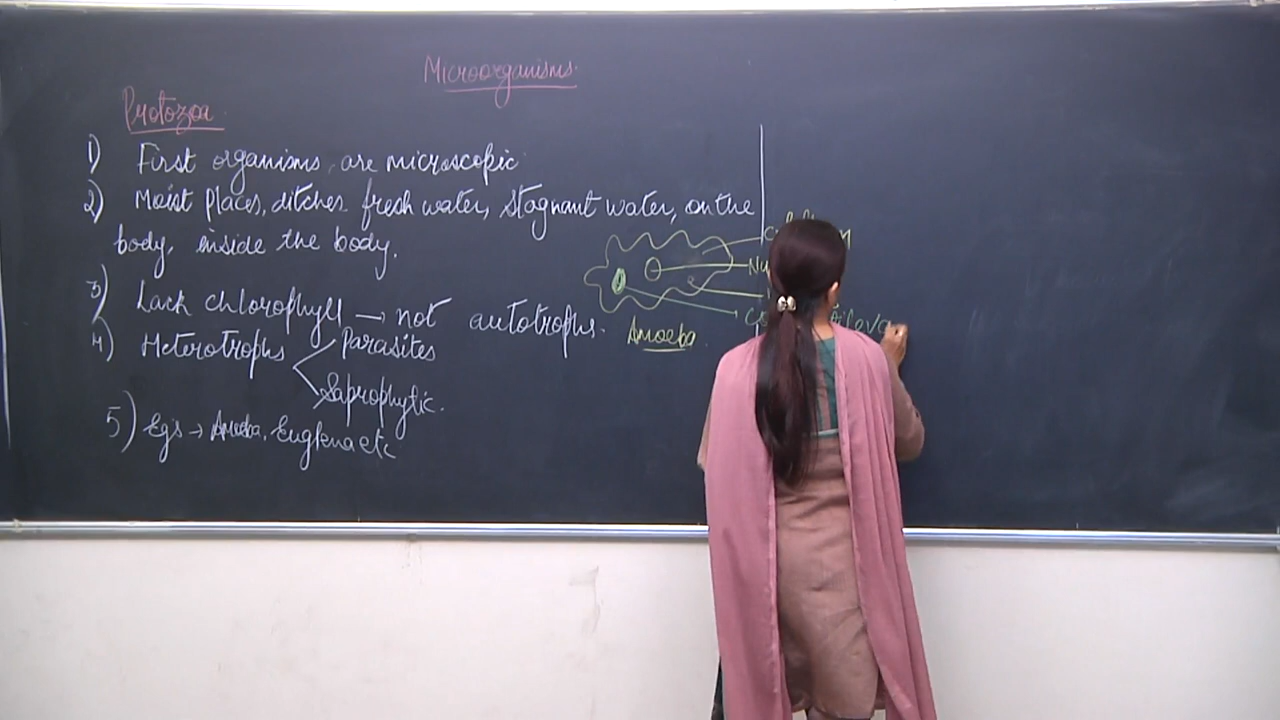 Microorganisms.
Protozoa
1) First organisms, are microscopic
2) Moist Places, ditches, fresh water, stagnant water, on the
body, inside the body.
3) Lack chlorophyll → not autotrophs.
4) Heterotrophs Parasites
Saprophytic.
5) Egs → Amoeba, Euglena etc
Amoeba